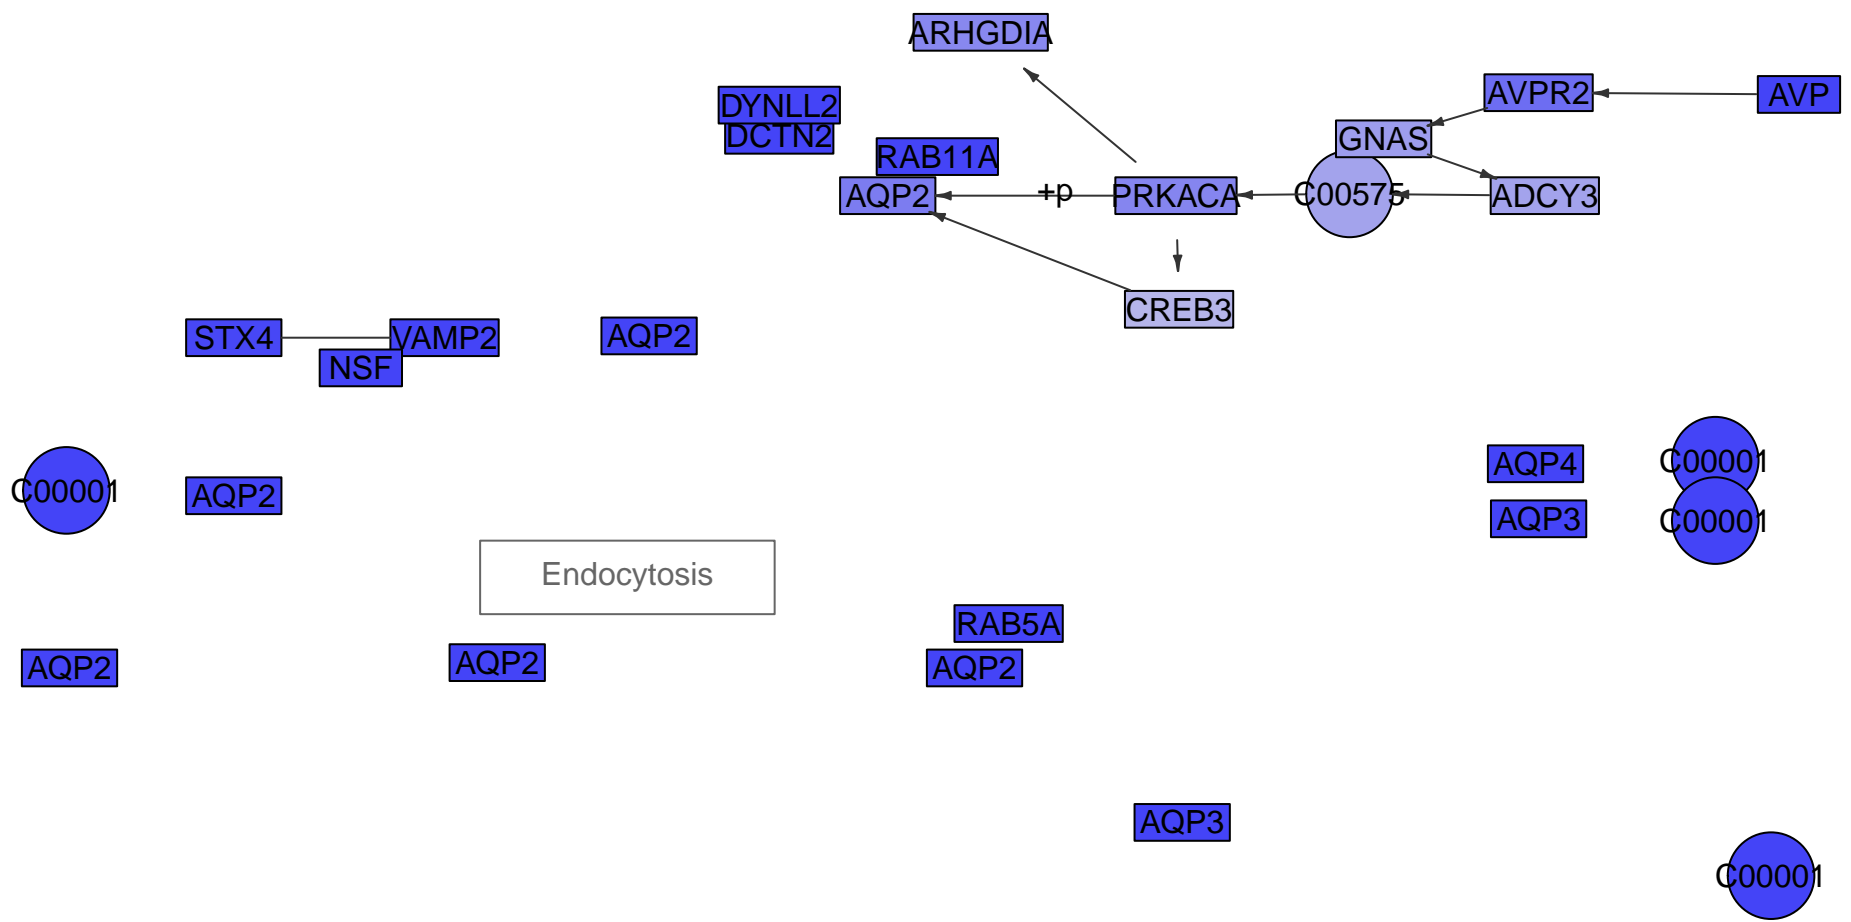 ARHGDIA
DYNLL2
AVPR2
AVP
DCTN2
GNAS
RAB11A
AQP2
+p
PRKACA
C00575
ADCY3
CREB3
STX4
VAMP2
AQP2
NSF
C00001
AQP2
AQP4
C00001
AQP3
C00001
Endocytosis
RAB5A
AQP2
AQP2
AQP2
AQP3
C00001